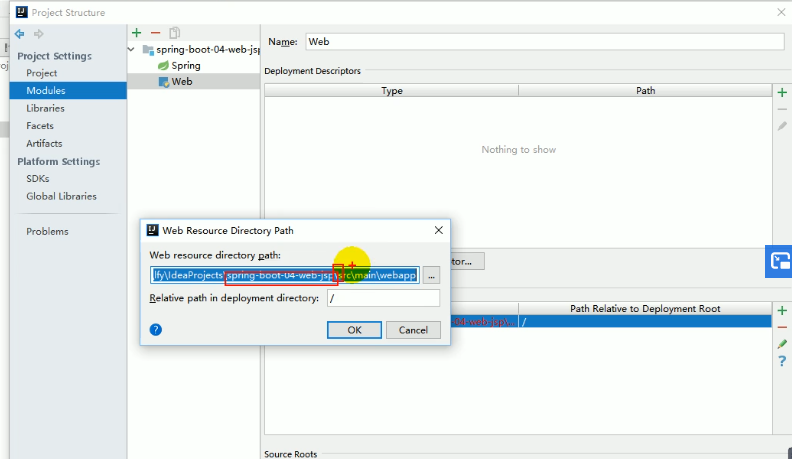 Project Structure
Project Settings
Project
Modules
Libraries
Facets
Artifacts
Platform Settings
SDKs
Global Libraries
Problems
spring-boot-04-web-jsp
Spring
Web
Name: Web
Deployment Descriptors
Type Path
Nothing to show
Web Resource Directory Path
Web resource directory path:
lfy\IdeaProjects\spring-boot-04-web-jsp\src\main\webapp ...
Relative path in deployment directory: /
? OK Cancel
tor...
Path Relative to Deployment Root
04-web-jsp\... /
Source Roots